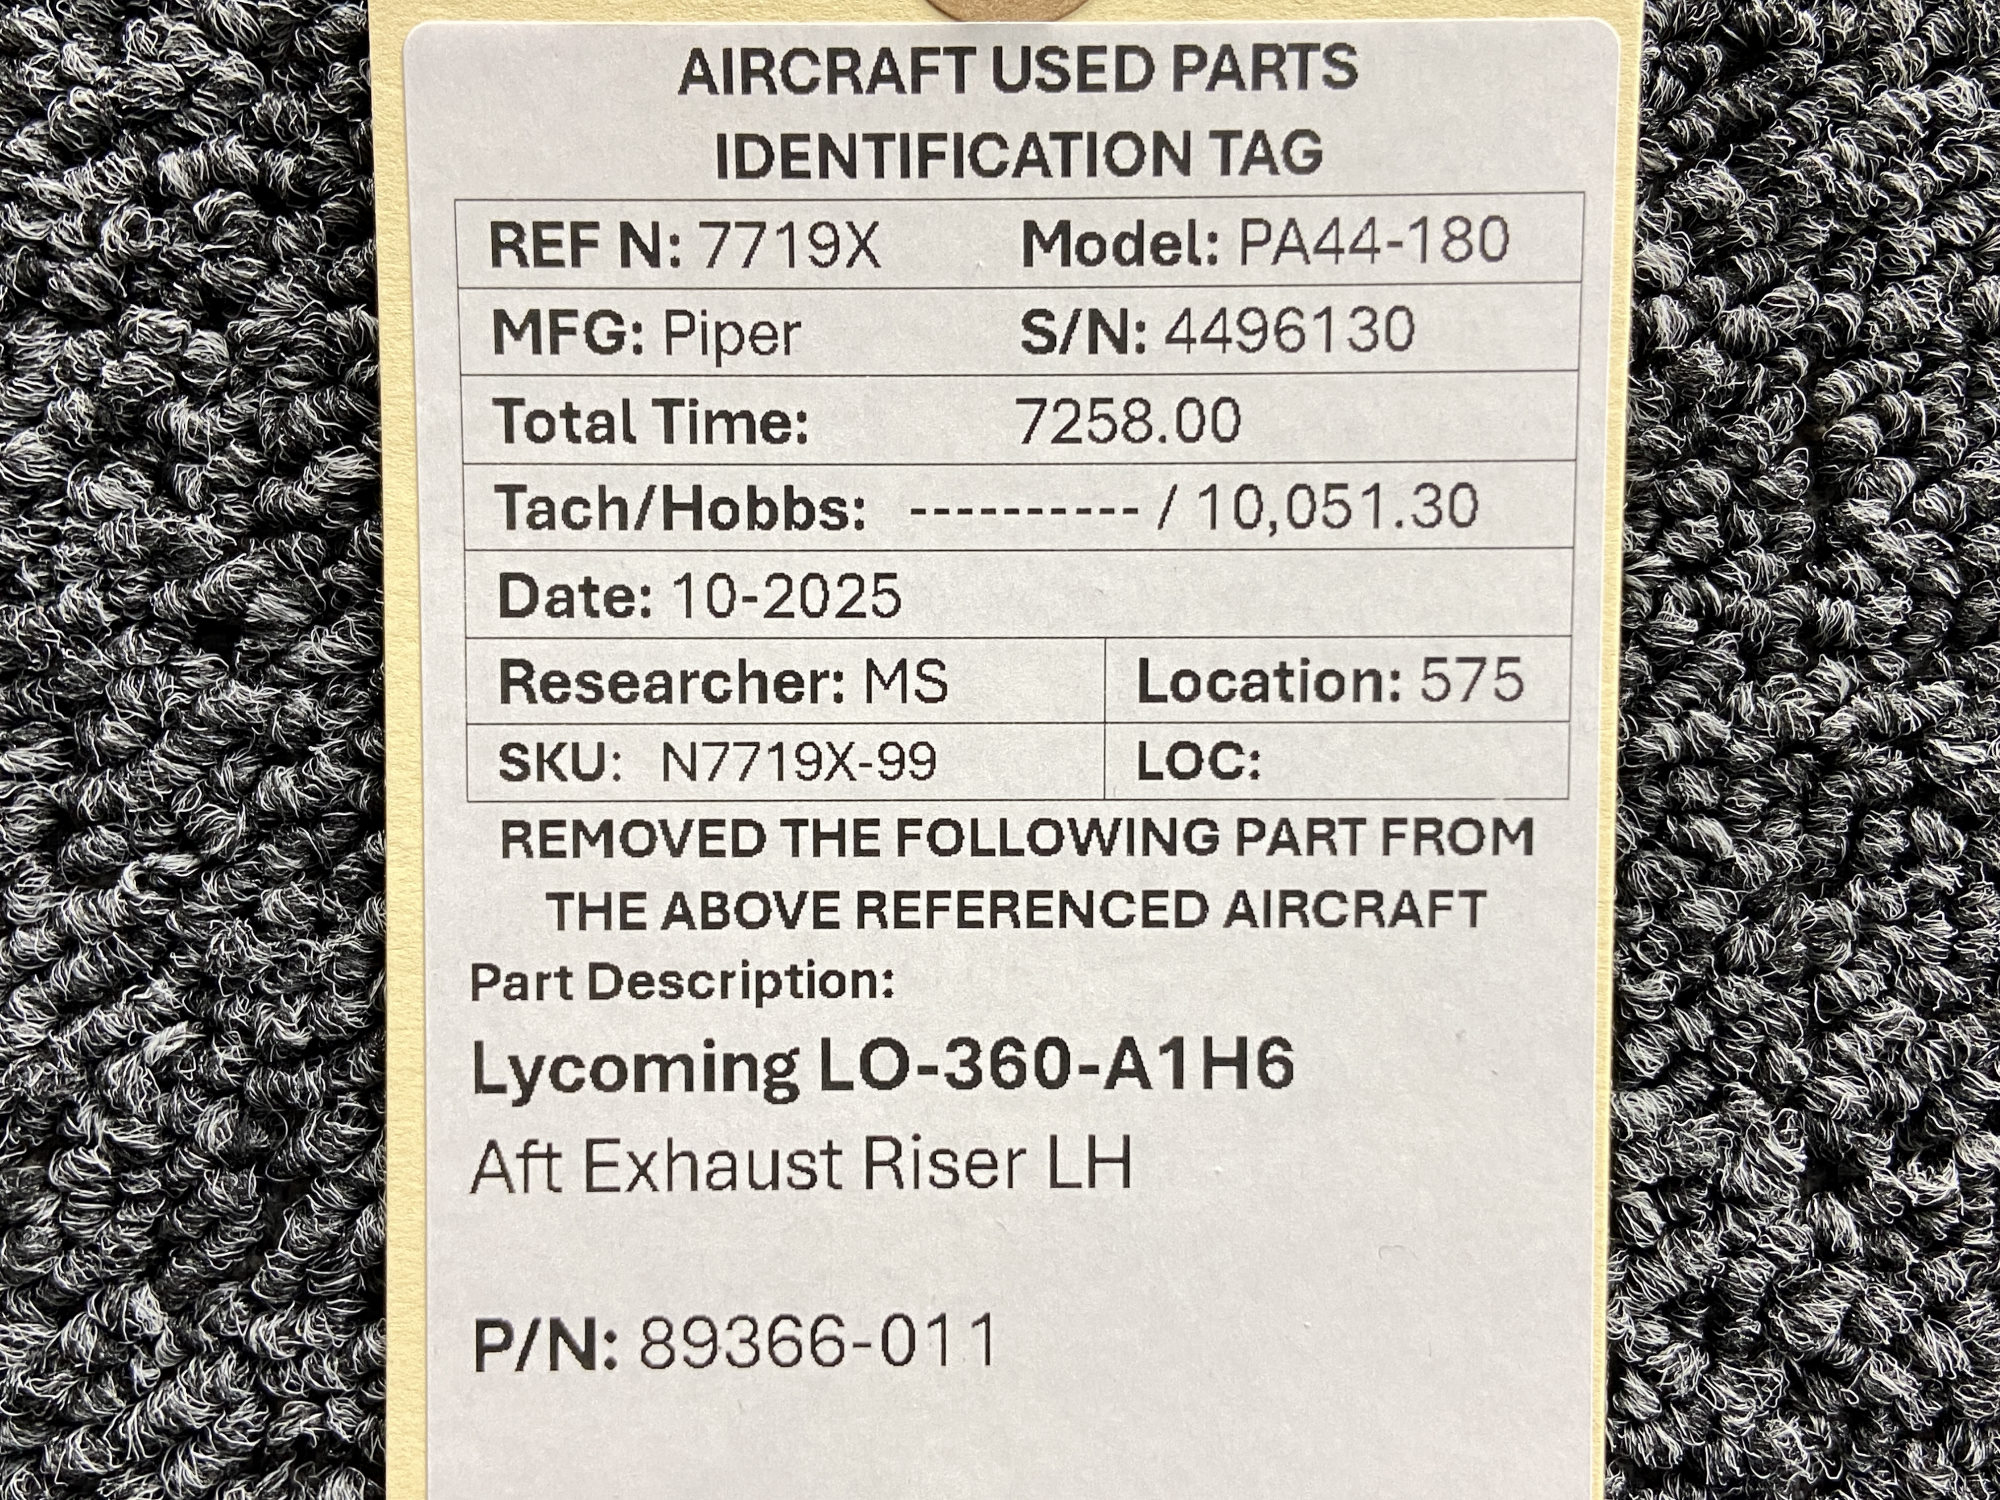 AIRCRAFT USED PARTS
IDENTIFICATION TAG
REF N: 7719X Model: PA44-180
MFG: Piper S/N: 4496130
Total Time: 7258.00
Tach/Hobbs: ---------- / 10,051.30
Date: 10-2025
Researcher: MS Location: 575
SKU: N7719X-99 LOC:
REMOVED THE FOLLOWING PART FROM
THE ABOVE REFERENCED AIRCRAFT
Part Description:
Lycoming LO-360-A1H6
Aft Exhaust Riser LH
P/N: 89366-011